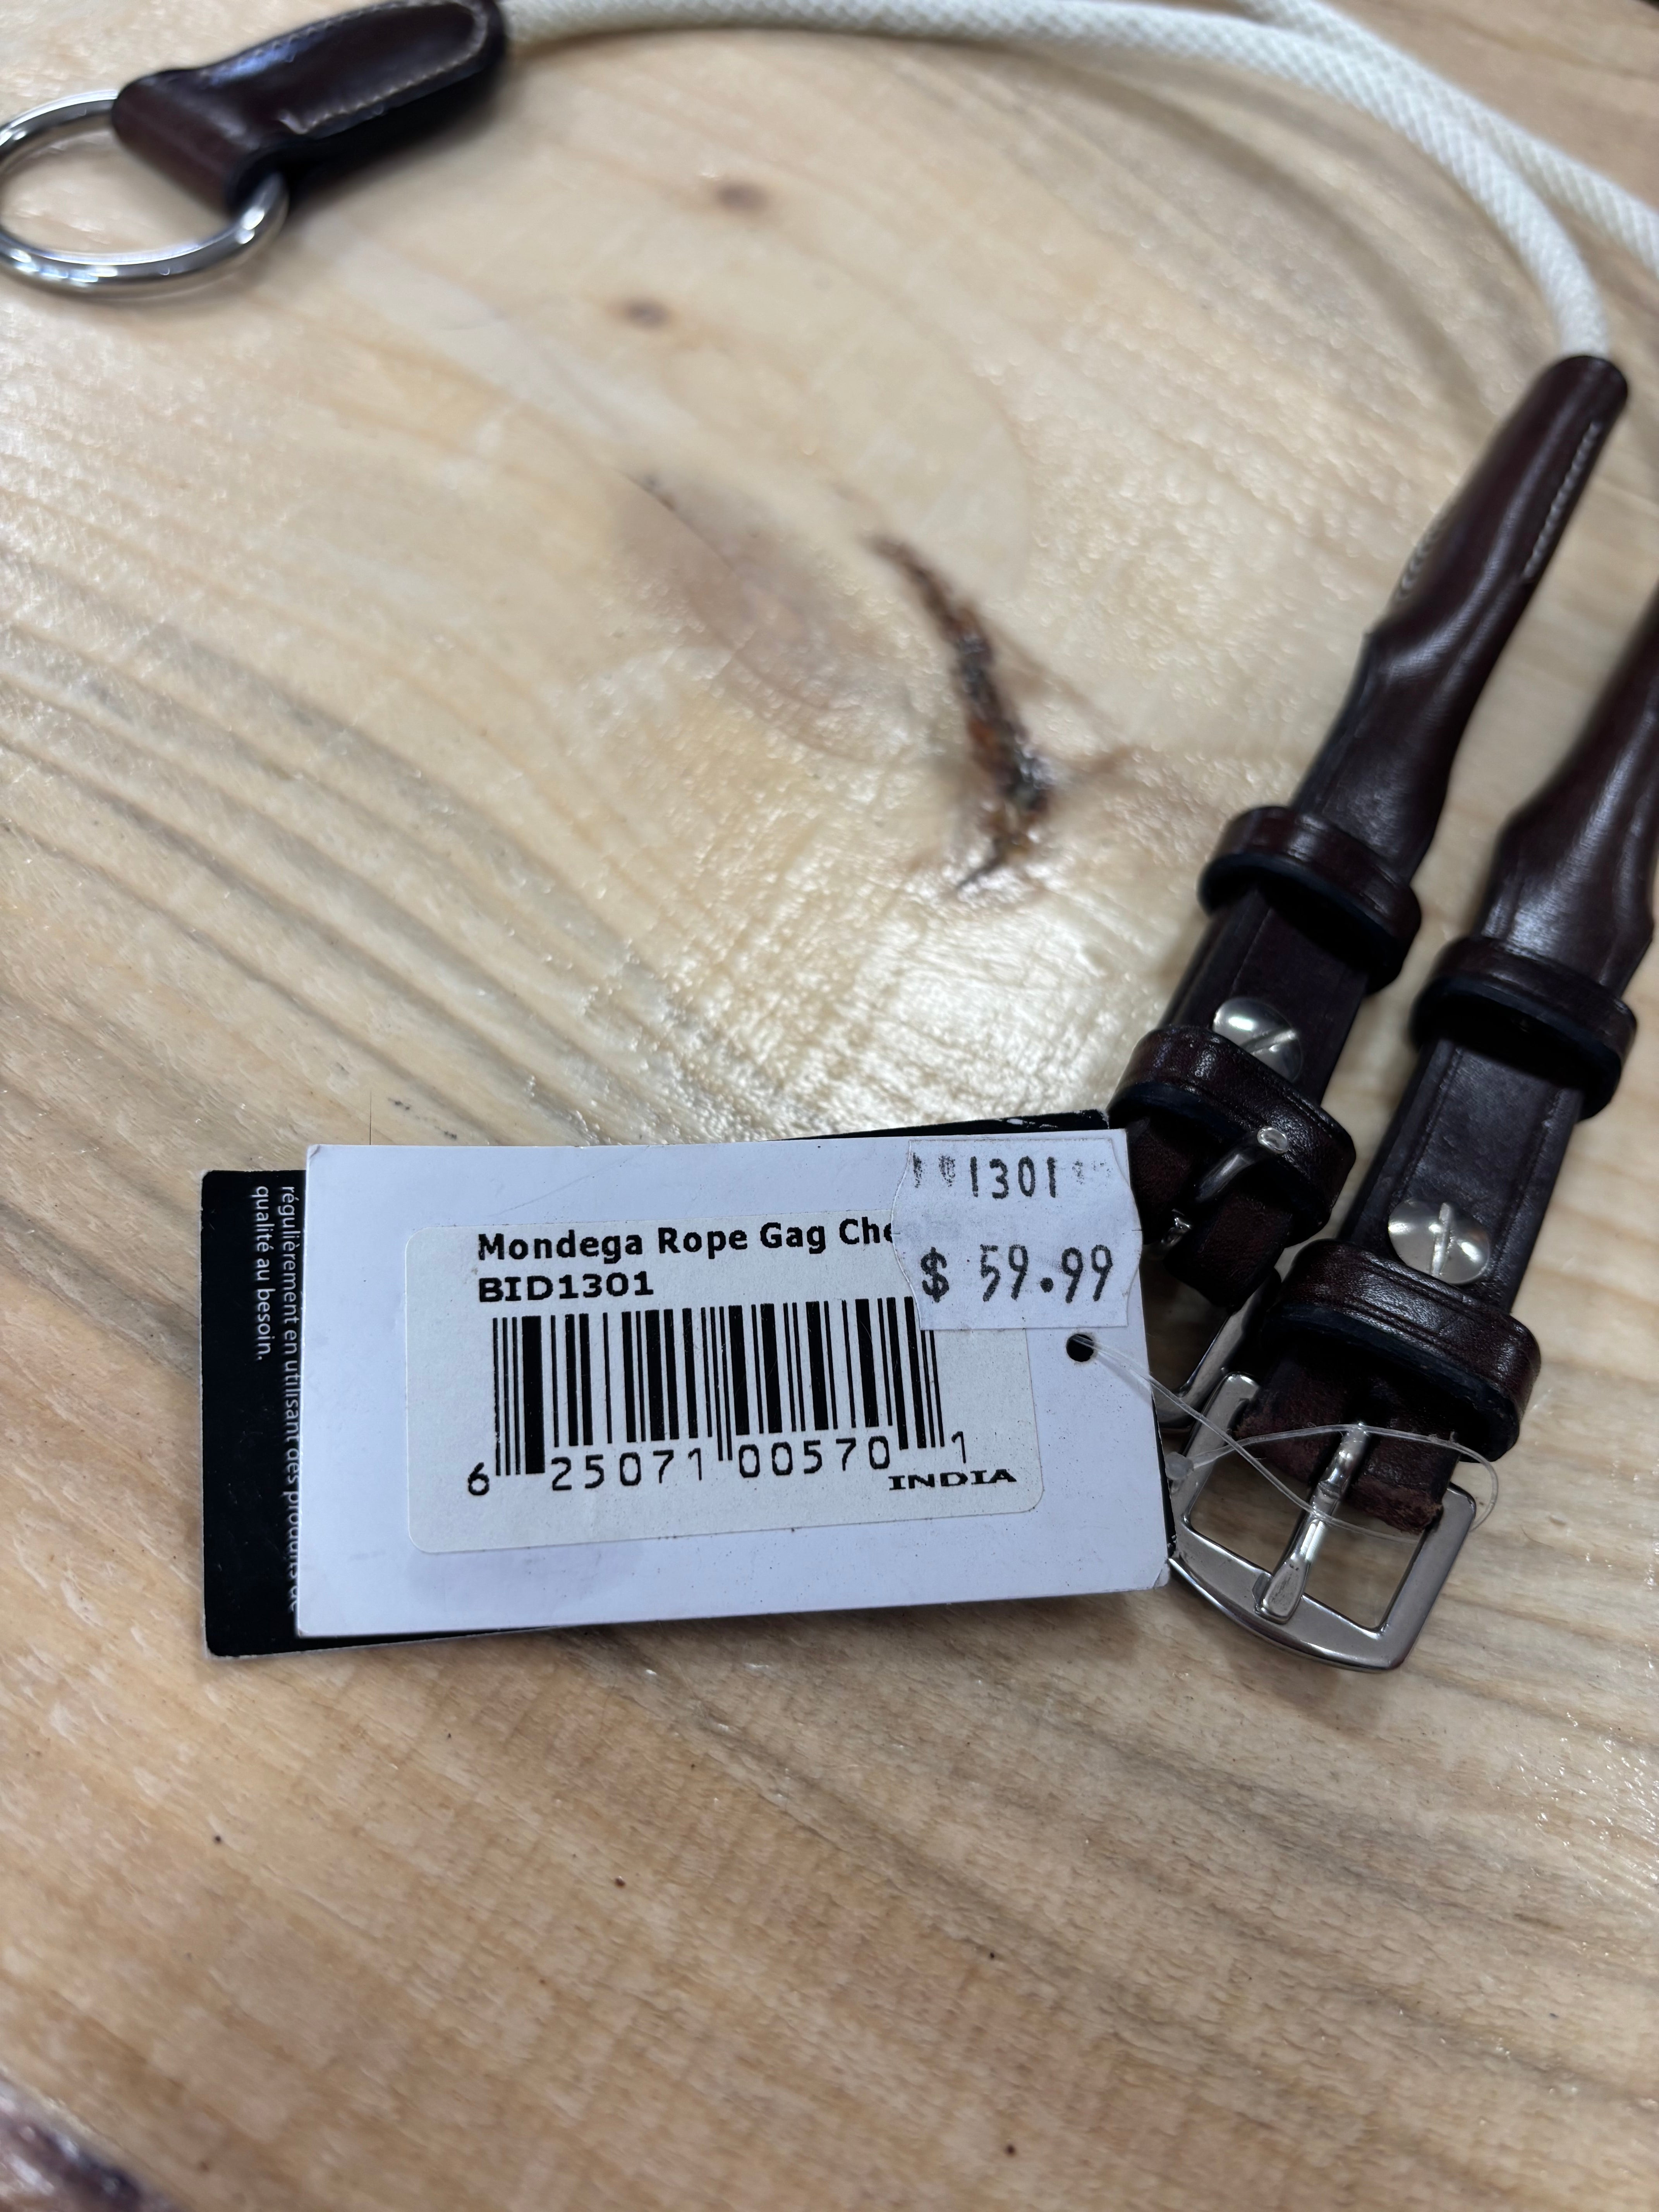 1301
$ 59.99
Mondega Rope Gag Che
BID1301
6 25071 00570 1
INDIA
régulièrement en utilisant des produits de
qualité au besoin.